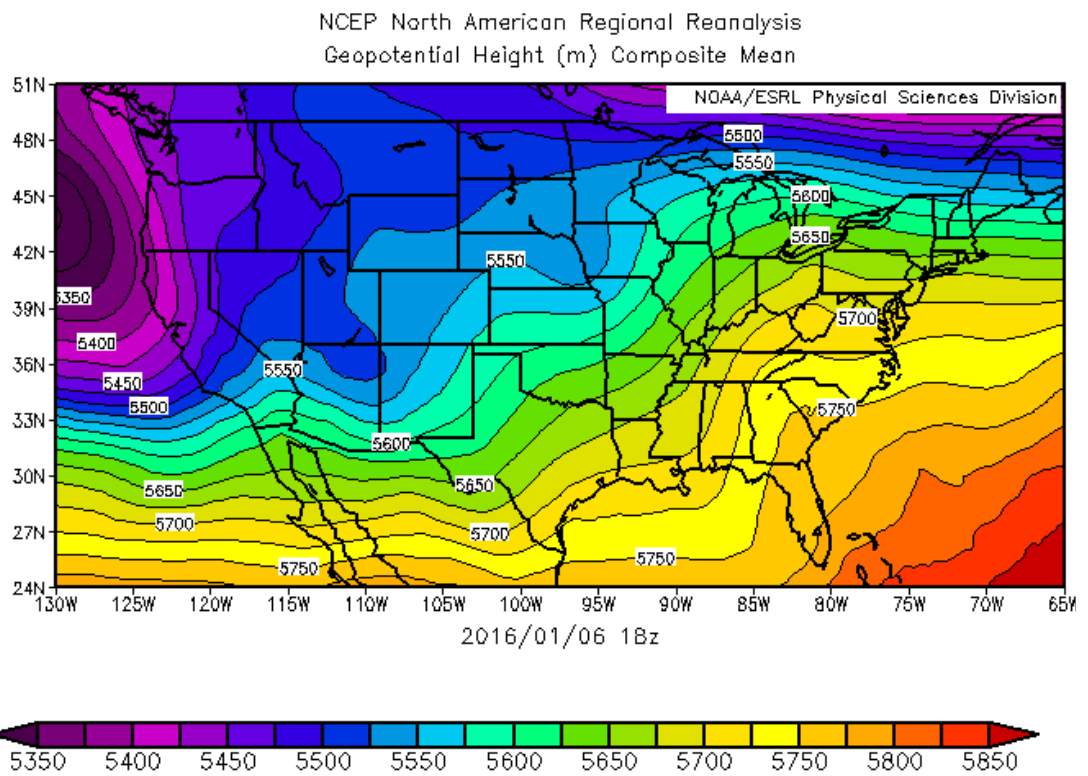 NCEP North American Regional Reanalysis
Geopotential Height (m) Composite Mean
NOAA/ESRL Physical Sciences Division
51N
48N
45N
42N
39N
36N
33N
30N
27N
24N
5500
5550
5600
5650
5550
5350
5700
5400
5550
5450
5500
5750
5600
5650
5650
5700
5700
5750
5750
130W 125W 120W 115W 110W 105W 100W 95W 90W 85W 80W 75W 70W 65W
2016/01/06 18z
5350 5400 5450 5500 5550 5600 5650 5700 5750 5800 5850